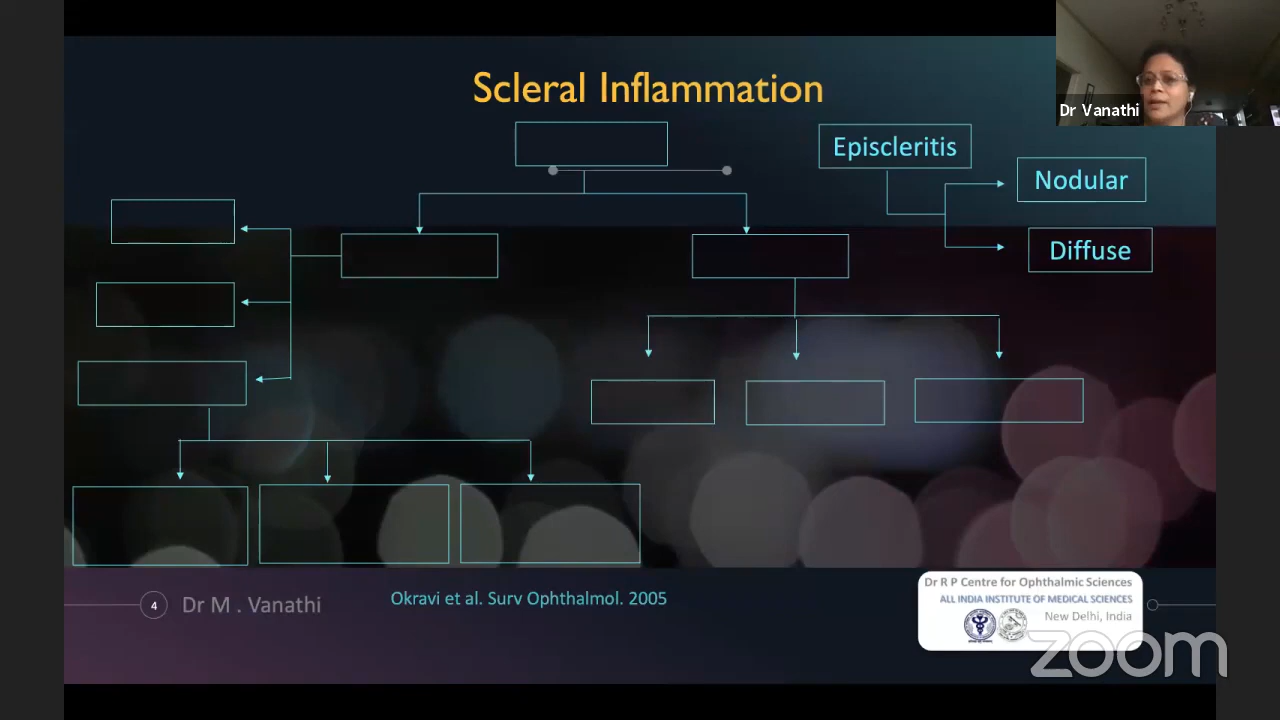 Scleral Inflammation
Dr Vanathi
Episcleritis
Nodular
Diffuse
4
Dr M . Vanathi
Okravi et al. Surv Ophthalmol. 2005
Dr R P Centre for Ophthalmic Sciences
ALL INDIA INSTITUTE OF MEDICAL SCIENCES
New Delhi, India
zoom